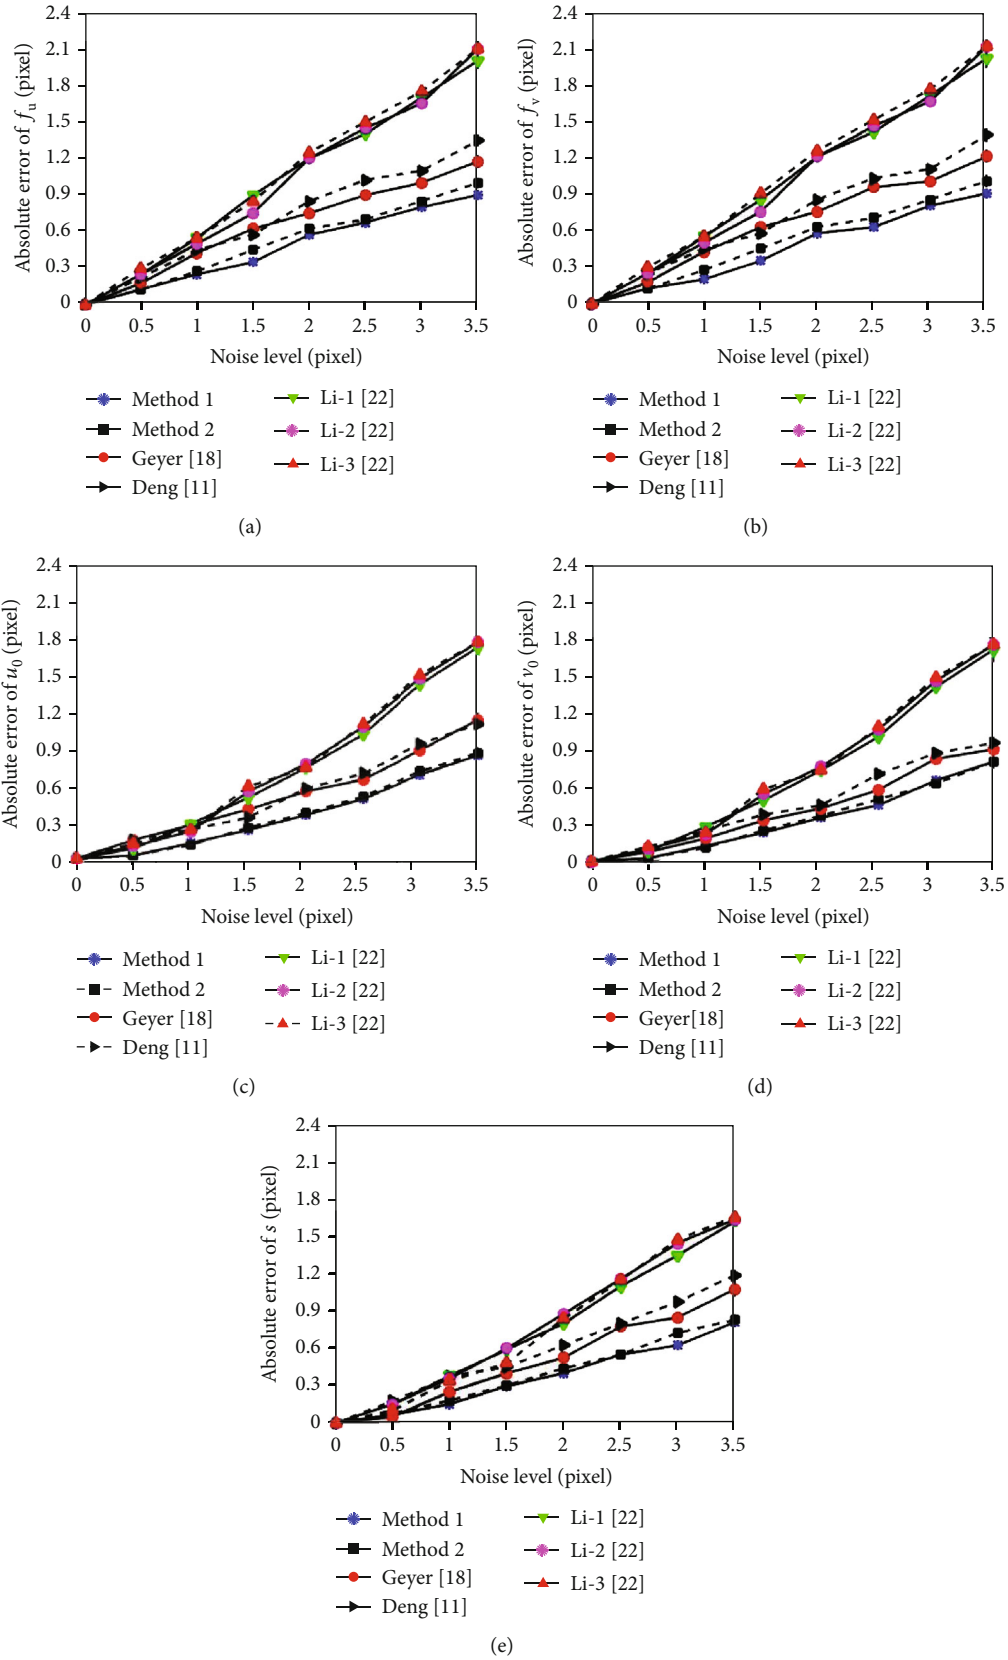 2.4
2.1
1.8
1.5
1.2
0.9
0.6
0.3
0
Absolute error of fu (pixel)
0 0.5 1 1.5 2 2.5 3 3.5
Noise level (pixel)
Method 1
Method 2
Geyer [18]
Deng [11]
Li-1 [22]
Li-2 [22]
Li-3 [22]
(a)
2.4
2.1
1.8
1.5
1.2
0.9
0.6
0.3
0
Absolute error of fv (pixel)
0 0.5 1 1.5 2 2.5 3 3.5
Noise level (pixel)
Method 1
Method 2
Geyer [18]
Deng [11]
Li-1 [22]
Li-2 [22]
Li-3 [22]
(b)
2.4
2.1
1.8
1.5
1.2
0.9
0.6
0.3
0
Absolute error of u0 (pixel)
0 0.5 1 1.5 2 2.5 3 3.5
Noise level (pixel)
Method 1
Method 2
Geyer [18]
Deng [11]
Li-1 [22]
Li-2 [22]
Li-3 [22]
(c)
2.4
2.1
1.8
1.5
1.2
0.9
0.6
0.3
0
Absolute error of v0 (pixel)
0 0.5 1 1.5 2 2.5 3 3.5
Noise level (pixel)
Method 1
Method 2
Geyer[18]
Deng [11]
Li-1 [22]
Li-2 [22]
Li-3 [22]
(d)
2.4
2.1
1.8
1.5
1.2
0.9
0.6
0.3
0
Absolute error of s (pixel)
0 0.5 1 1.5 2 2.5 3 3.5
Noise level (pixel)
Method 1
Method 2
Geyer [18]
Deng [11]
Li-1 [22]
Li-2 [22]
Li-3 [22]
(e)